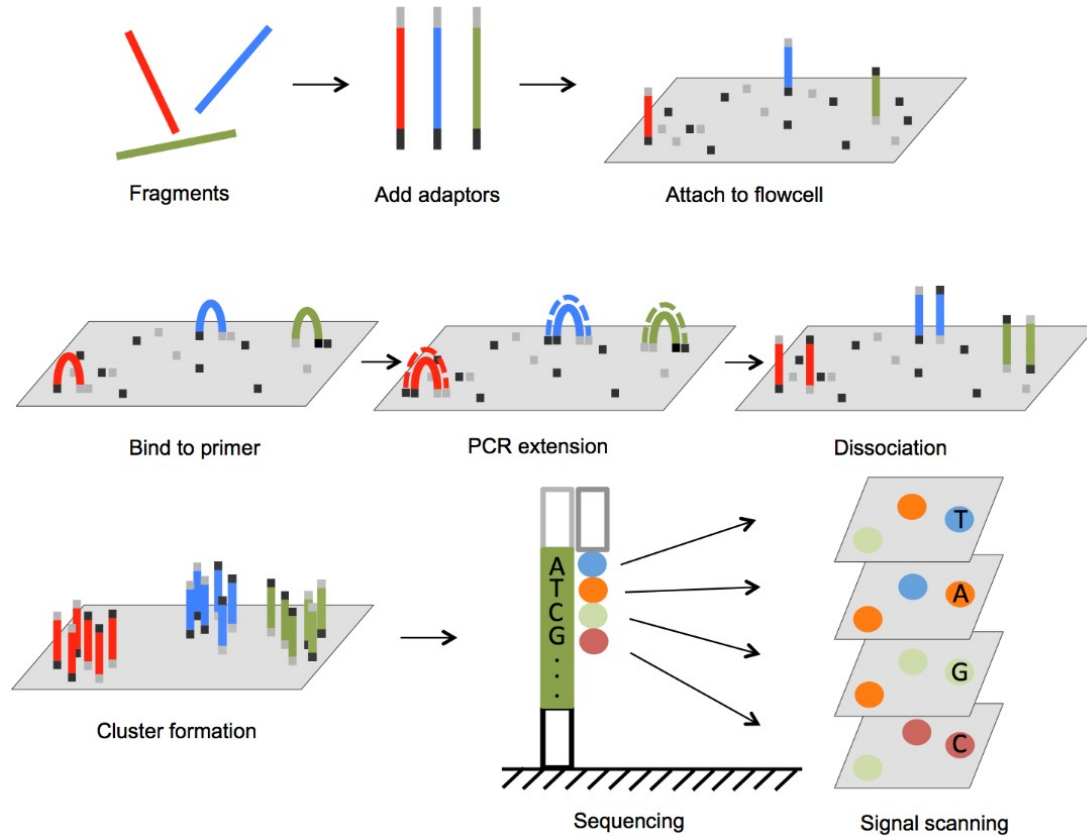 Fragments
Add adaptors
Attach to flowcell
Bind to primer
PCR extension
Dissociation
Cluster formation
A
T
C
G
.
.
.
Sequencing
T
A
G
C
Signal scanning